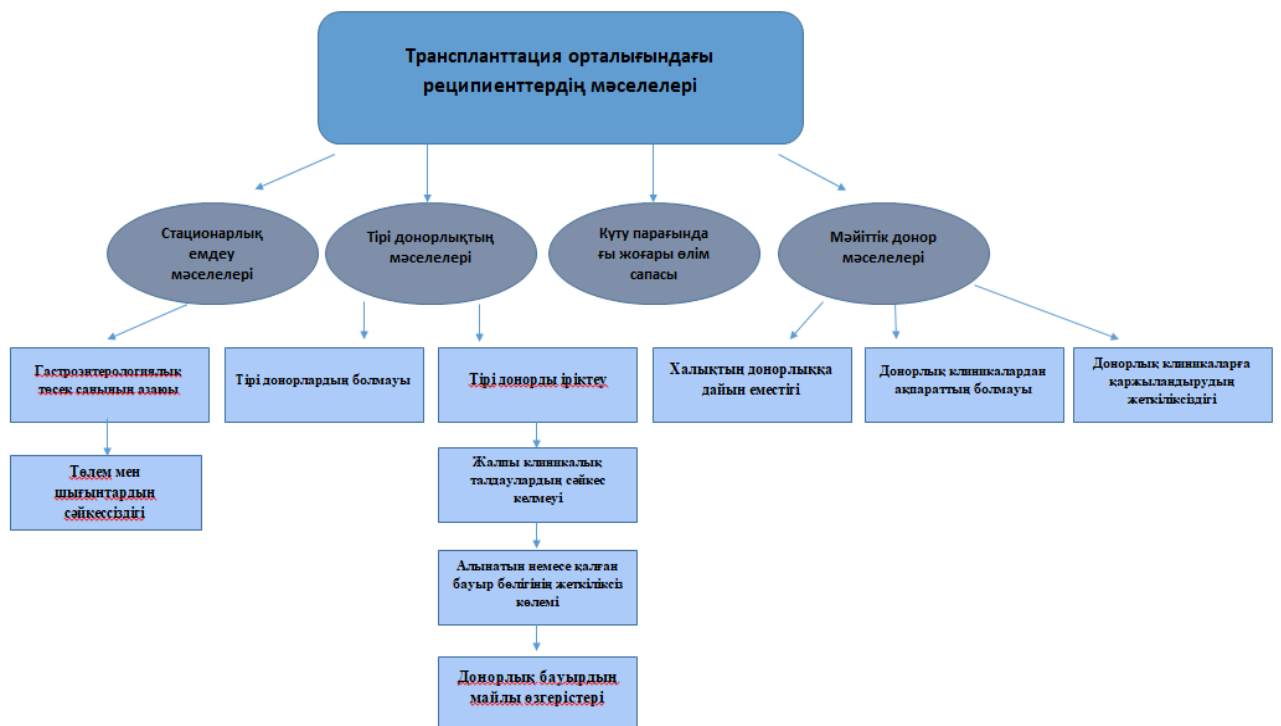 Транспланттация орталығындағы
реципиенттердің мәселелері
Стационарлық
емдеу
мәселелері
Тірі донорлықтың
мәселелері
Күту парағында
ғы жоғары өлім
сапасы
Мәйіттік донор
мәселелері
Гастроэнтерологиялық
төсек санының азаюы
Тірі донорлардың болмауы
Тірі донорды іріктеу
Халықтың донорлыққа
дайын еместігі
Донорлық клиникалардан
ақпараттың болмауы
Донорлық клиникаларға
қаржыландырудың
жеткіліксіздігі
Төлем мен
шығынтардың
сәйкессіздігі
Жалпы клиникалық
талдаулардың сәйкес
келмеуі
Алынатын немесе қалған
бауыр бөлігінің жеткіліксіз
көлемі
Донорлық бауырдың
майлы өзгерістері